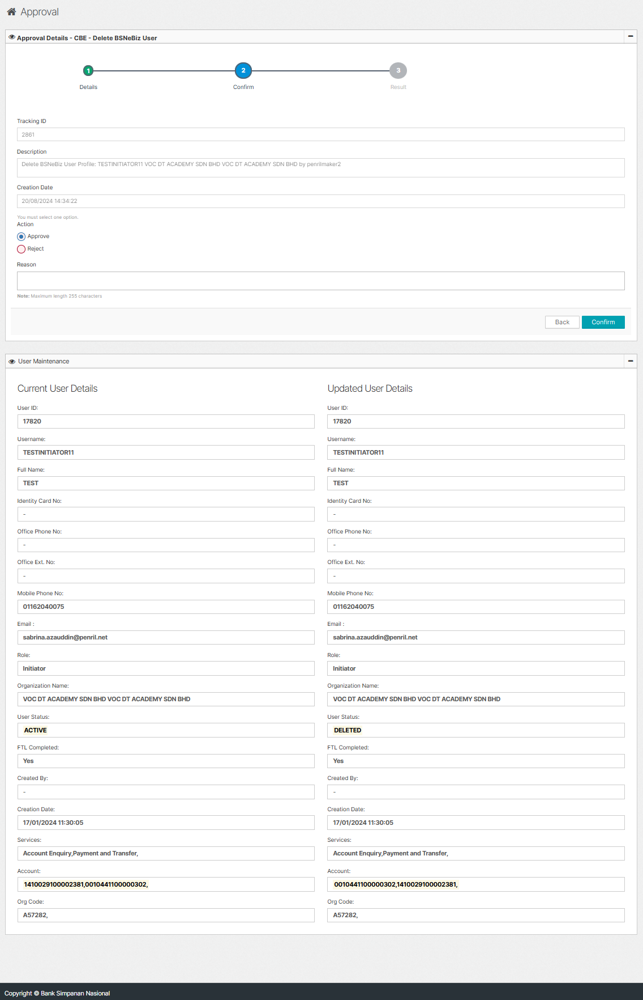 Approval
Approval Details - CBE - Delete BSNeBiz User
1
2
3
Details
Confirm
Result
Tracking ID
2861
Description
Delete BSNeBiz User Profile: TESTINITIATOR11 VOC DT ACADEMY SDN BHD VOC DT ACADEMY SDN BHD by penrilmaker2
Creation Date
20/08/2024 14:34:22
You must select one option.
Action
Approve
Reject
Reason
Note: Maximum length 255 characters
Back
Confirm
User Maintenance
Current User Details
User ID:
17820
Username:
TESTINITIATOR11
Full Name:
TEST
Identity Card No:
-
Office Phone No:
-
Office Ext. No:
-
Mobile Phone No:
01162040075
Email :
sabrina.azauddin@penril.net
Role:
Initiator
Organization Name:
VOC DT ACADEMY SDN BHD VOC DT ACADEMY SDN BHD
User Status:
ACTIVE
FTL Completed:
Yes
Created By:
-
Creation Date:
17/01/2024 11:30:05
Services:
Account Enquiry,Payment and Transfer,
Account:
1410029100002381,0010441100000302,
Org Code:
A57282,
Updated User Details
User ID:
17820
Username:
TESTINITIATOR11
Full Name:
TEST
Identity Card No:
-
Office Phone No:
-
Office Ext. No:
-
Mobile Phone No:
01162040075
Email :
sabrina.azauddin@penril.net
Role:
Initiator
Organization Name:
VOC DT ACADEMY SDN BHD VOC DT ACADEMY SDN BHD
User Status:
DELETED
FTL Completed:
Yes
Created By:
-
Creation Date:
17/01/2024 11:30:05
Services:
Account Enquiry,Payment and Transfer,
Account:
0010441100000302,1410029100002381,
Org Code:
A57282,
Copyright © Bank Simpanan Nasional